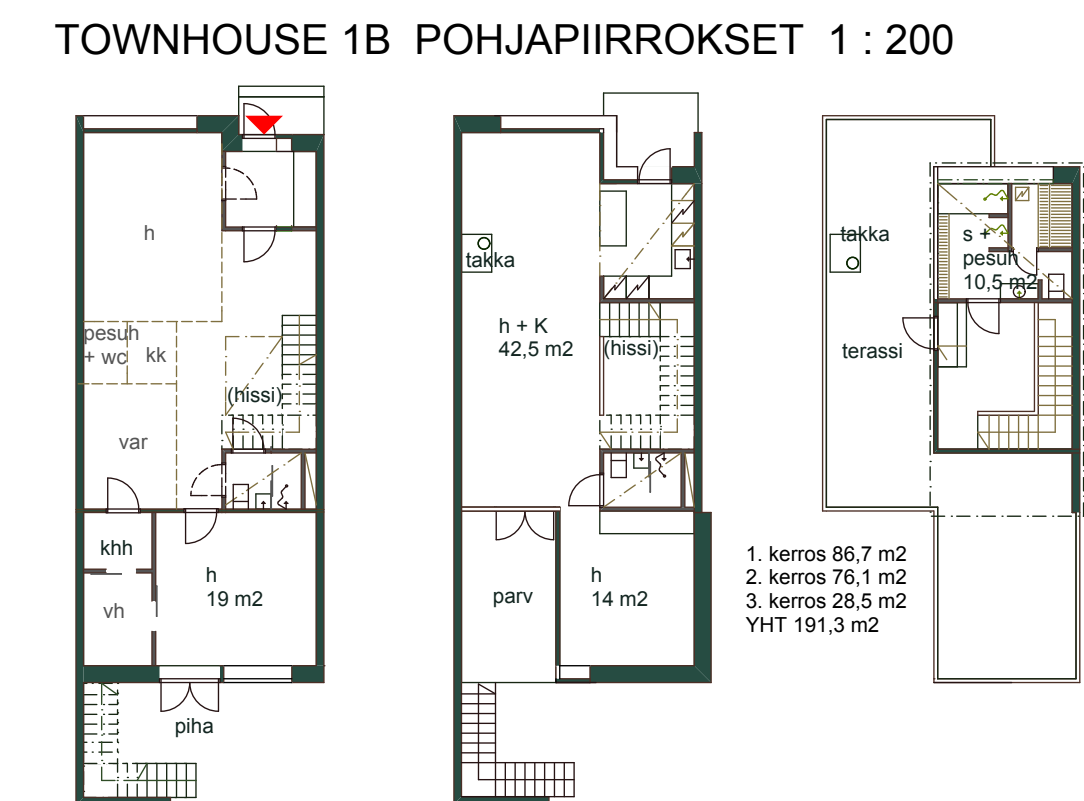 TOWNHOUSE 1B POHJAPIIRROKSET 1 : 200
h
pesuh
+ wc
kk
(hissi)
var
khh
vh
h
19 m2
piha
takka
h + K
42,5 m2
(hissi)
parv
h
14 m2
takka
s +
pesuh
10,5 m2
terassi
1. kerros 86,7 m2
2. kerros 76,1 m2
3. kerros 28,5 m2
YHT 191,3 m2